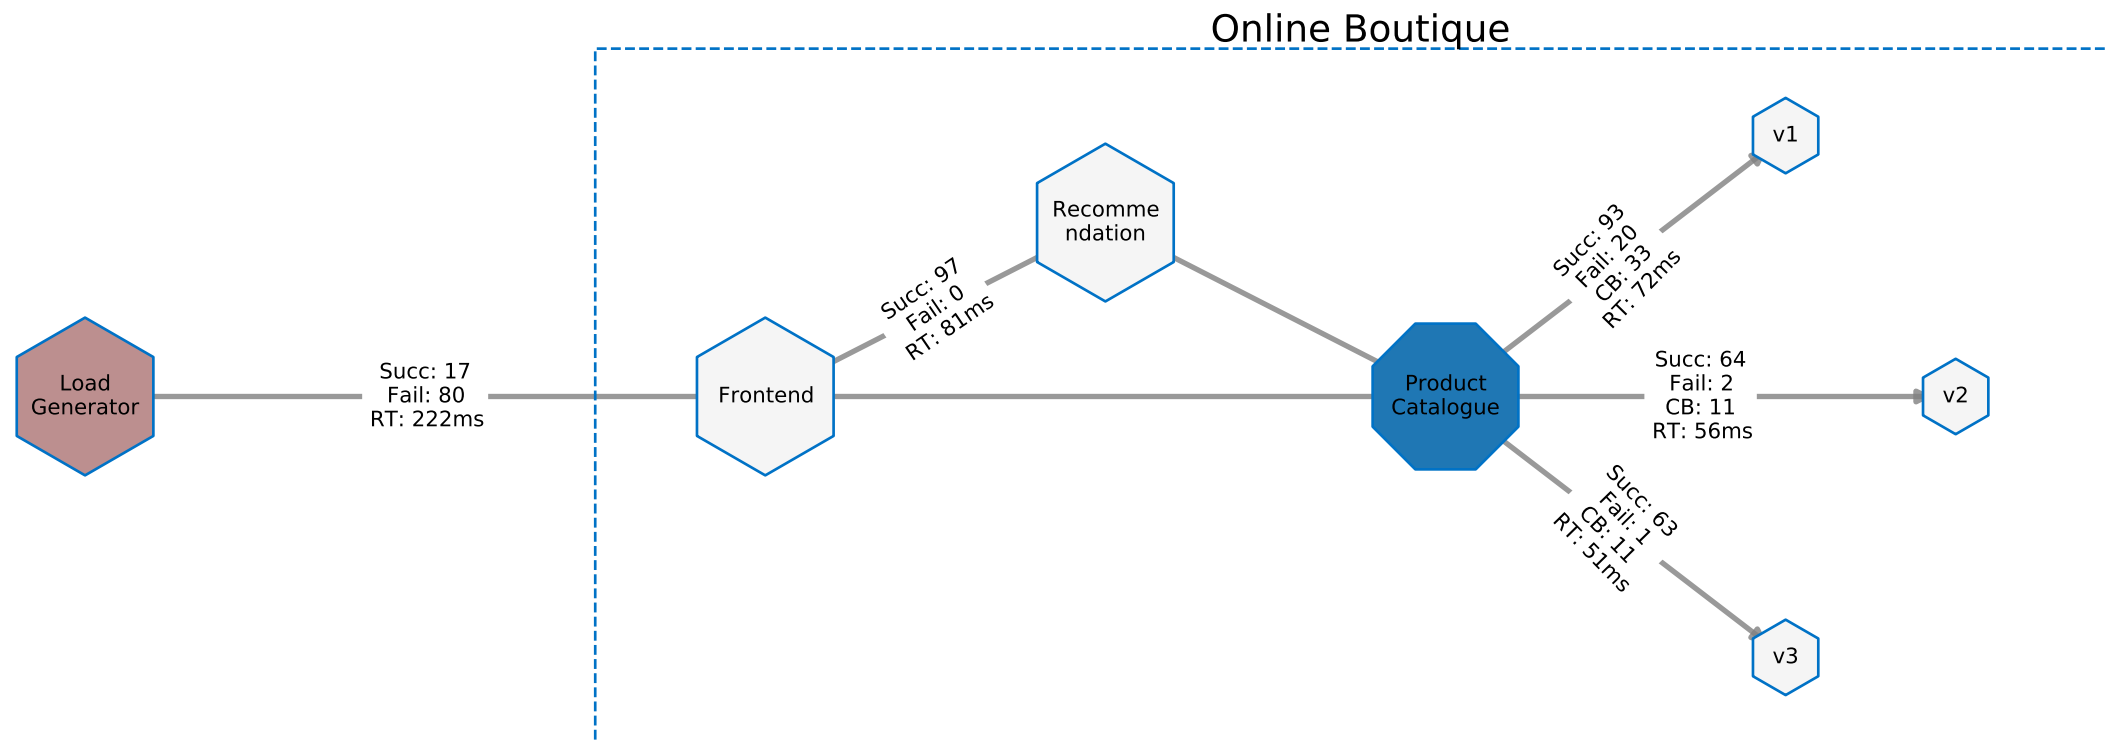 Online Boutique
Load
Generator
Succ: 17
Fail: 80
RT: 222ms
Frontend
Succ: 97
Fail: 0
RT: 81ms
Recomme
ndation
Product
Catalogue
Succ: 93
Fail: 20
CB: 33
RT: 72ms
v1
Succ: 64
Fail: 2
CB: 11
RT: 56ms
v2
Succ: 63
Fail: 1
CB: 11
RT: 51ms
v3